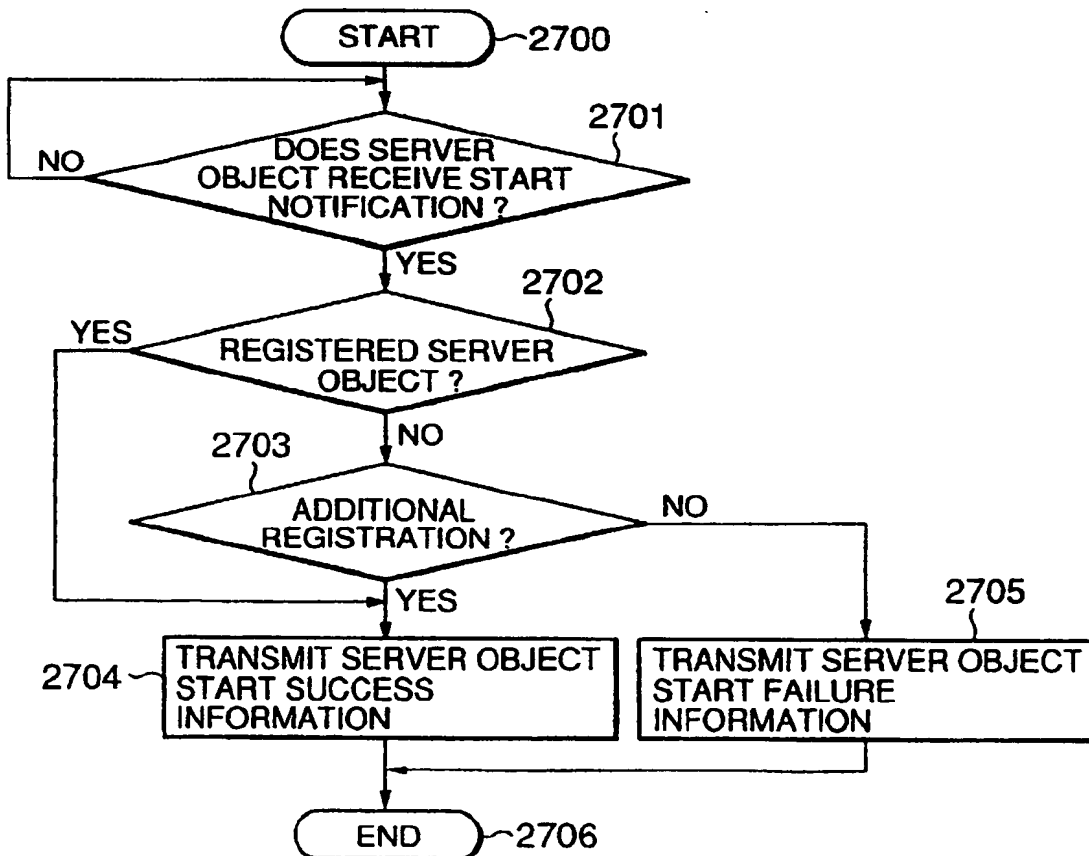 START
2700
2701
NO
DOES SERVER
OBJECT RECEIVE START
NOTIFICATION ?
YES
2702
YES
REGISTERED SERVER
OBJECT ?
NO
2703
ADDITIONAL
REGISTRATION ?
NO
YES
2705
2704
TRANSMIT SERVER OBJECT
START SUCCESS
INFORMATION
TRANSMIT SERVER OBJECT
START FAILURE
INFORMATION
END
2706